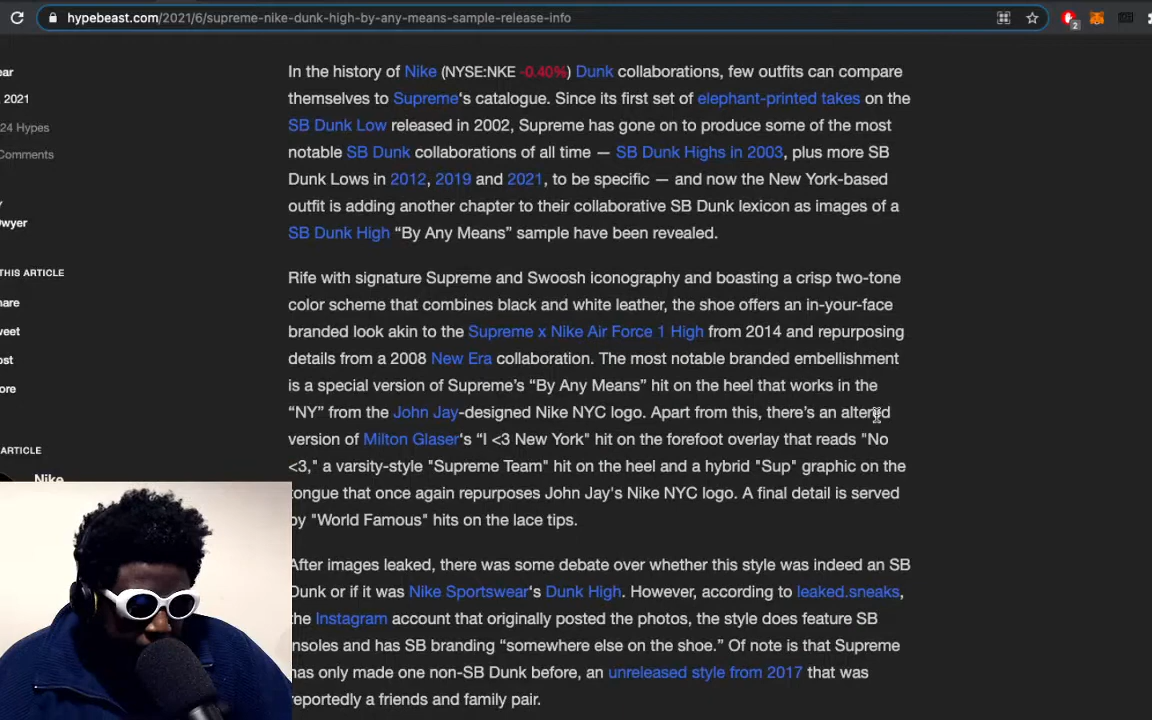 hypebeast.com/2021/6/supreme-nike-dunk-high-by-any-means-sample-release-info
2
ear
, 2021
24 Hypes
Comments
Y
Dwyer
THIS ARTICLE
hare
weet
ost
ore
ARTICLE
Nike
In the history of Nike (NYSE:NKE -0.40%) Dunk collaborations, few outfits can compare
themselves to Supreme‘s catalogue. Since its first set of elephant-printed takes on the
SB Dunk Low released in 2002, Supreme has gone on to produce some of the most
notable SB Dunk collaborations of all time — SB Dunk Highs in 2003, plus more SB
Dunk Lows in 2012, 2019 and 2021, to be specific — and now the New York-based
outfit is adding another chapter to their collaborative SB Dunk lexicon as images of a
SB Dunk High “By Any Means” sample have been revealed.
Rife with signature Supreme and Swoosh iconography and boasting a crisp two-tone
color scheme that combines black and white leather, the shoe offers an in-your-face
branded look akin to the Supreme x Nike Air Force 1 High from 2014 and repurposing
details from a 2008 New Era collaboration. The most notable branded embellishment
is a special version of Supreme’s “By Any Means” hit on the heel that works in the
“NY” from the John Jay-designed Nike NYC logo. Apart from this, there’s an altered
version of Milton Glaser‘s “I <3 New York” hit on the forefoot overlay that reads "No
<3," a varsity-style "Supreme Team" hit on the heel and a hybrid "Sup" graphic on the
tongue that once again repurposes John Jay's Nike NYC logo. A final detail is served
by "World Famous" hits on the lace tips.
After images leaked, there was some debate over whether this style was indeed an SB
Dunk or if it was Nike Sportswear‘s Dunk High. However, according to leaked.sneaks,
the Instagram account that originally posted the photos, the style does feature SB
insoles and has SB branding “somewhere else on the shoe.” Of note is that Supreme
has only made one non-SB Dunk before, an unreleased style from 2017 that was
reportedly a friends and family pair.